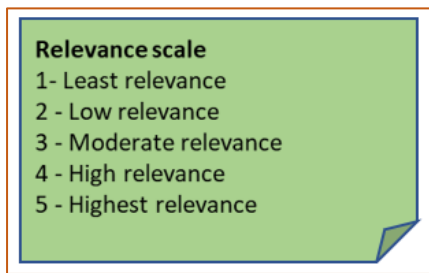 Relevance scale
1- Least relevance
2 - Low relevance
3 - Moderate relevance
4 - High relevance
5 - Highest relevance